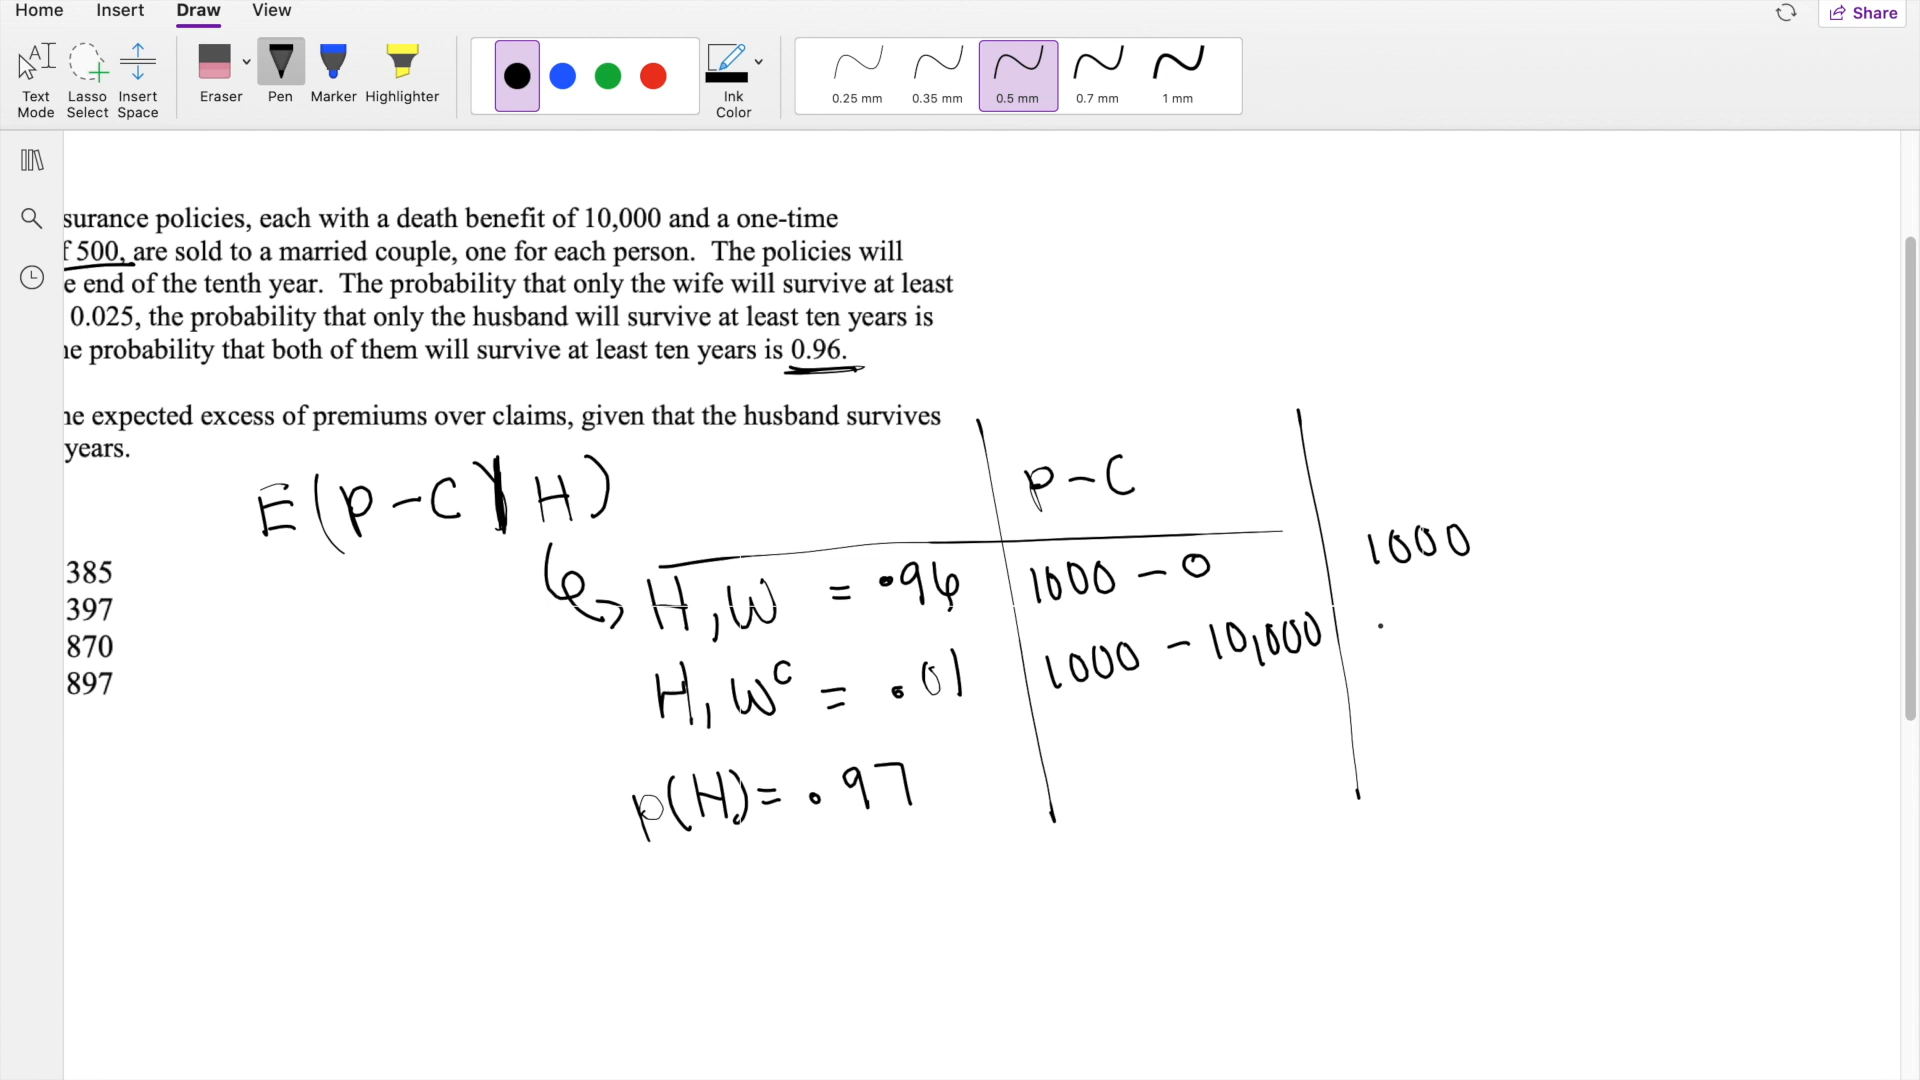 Home Insert Draw View
Share
Text Mode
Lasso Select
Insert Space
Eraser
Pen
Marker
Highlighter
Ink Color
0.25 mm
0.35 mm
0.5 mm
0.7 mm
1 mm
surance policies, each with a death benefit of 10,000 and a one-time
f 500, are sold to a married couple, one for each person. The policies will
e end of the tenth year. The probability that only the wife will survive at least
0.025, the probability that only the husband will survive at least ten years is
ne probability that both of them will survive at least ten years is 0.96.
ne expected excess of premiums over claims, given that the husband survives
years.
E(P-C|H)
P-C
385
397
870
897
H,W = .96 1000 - 0 1000
H,Wᶜ = .01 1000 - 10,000
P(H)= .97